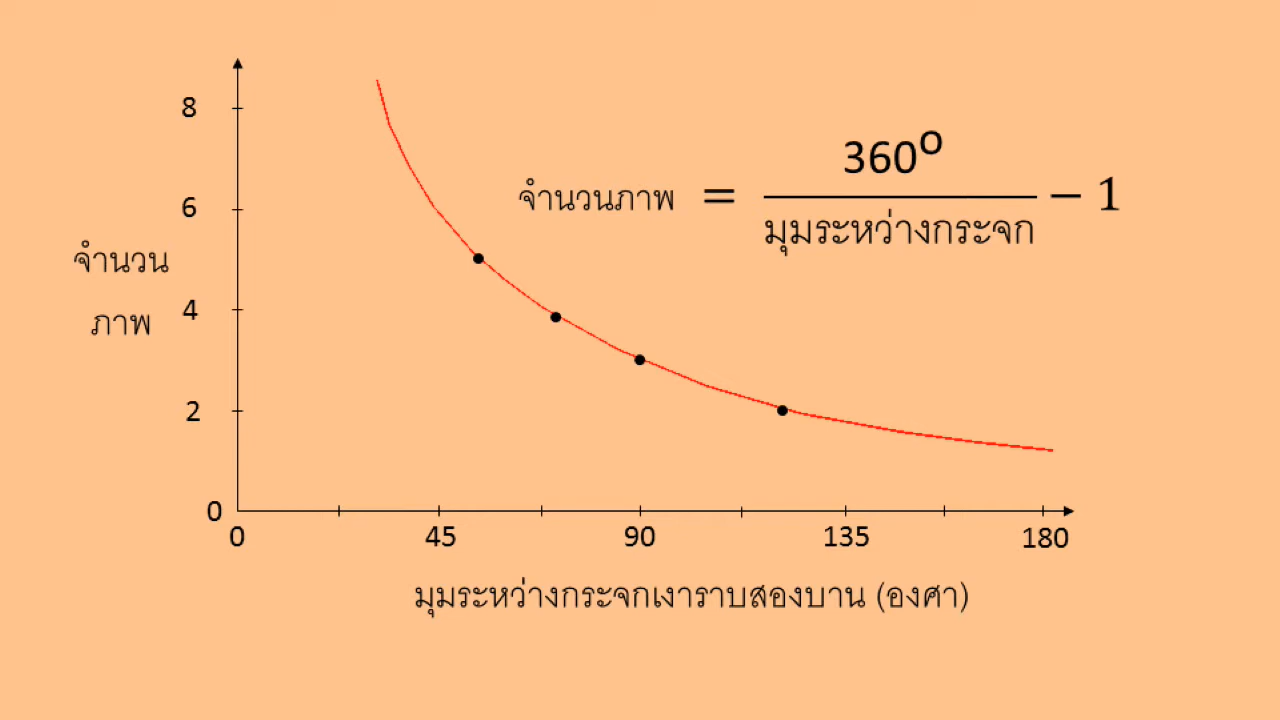 8
6
4
2
0
จำนวน
ภาพ
จำนวนภาพ = 360º / มุมระหว่างกระจก − 1
0 45 90 135 180
มุมระหว่างกระจกเงาราบสองบาน (องศา)